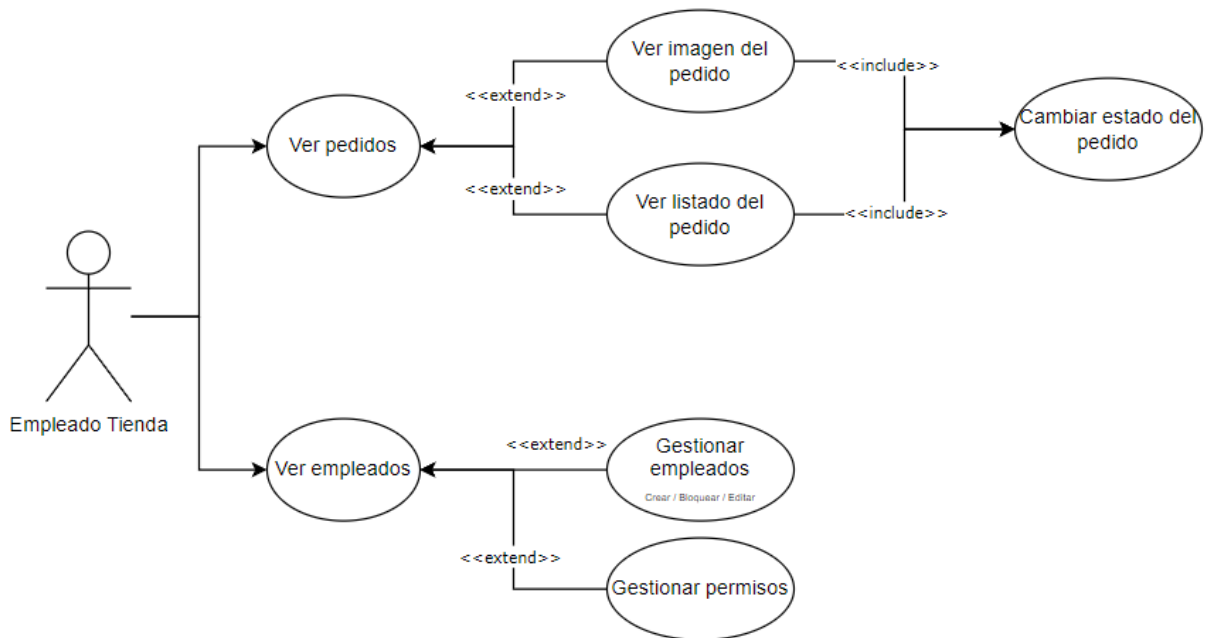 Ver imagen del
pedido
<<include>>
<<extend>>
Cambiar estado del
pedido
Ver pedidos
<<extend>>
Ver listado del
pedido
<<include>>
Empleado Tienda
Ver empleados
<<extend>>
Gestionar
empleados
Crear / Bloquear / Editar
<<extend>>
Gestionar permisos